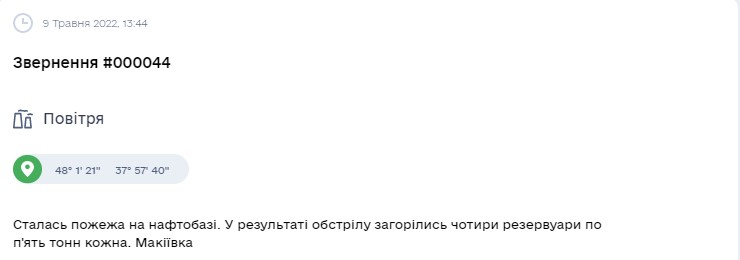 9 Травня 2022, 13:44
Звернення #000044
Повітря
48° 1' 21" 37° 57' 40"
Сталась пожежа на нафтобазі. У результаті обстрілу загорілись чотири резервуари по
п'ять тонн кожна. Макіївка